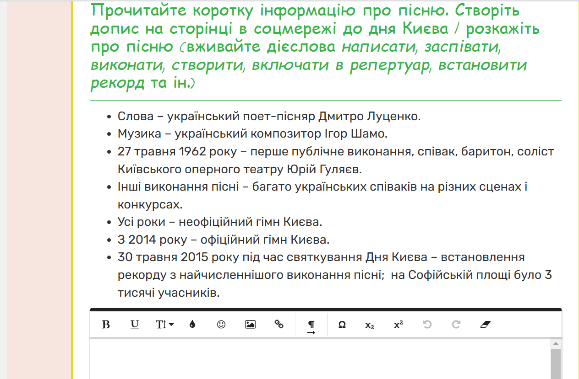 Прочитайте коротку інформацію про пісню. Створіть
допис на сторінці в соцмережі до дня Києва / розкажіть
про пісню (вживайте дієслова написати, заспівати,
виконати, створити, включати в репертуар, встановити
рекорд та ін.)
• Слова – український поет-пісняр Дмитро Луценко.
• Музика – український композитор Ігор Шамо.
• 27 травня 1962 року – перше публічне виконання, співак, баритон, соліст
Київського оперного театру Юрій Гуляєв.
• Інші виконання пісні – багато українських співаків на різних сценах і
конкурсах.
• Усі роки – неофіційний гімн Києва.
• З 2014 року – офіційний гімн Києва.
• 30 травня 2015 року під час святкування Дня Києва – встановлення
рекорду з найчисленнішого виконання пісні; на Софійській площі було 3
тисячі учасників.
B U T! ¶ Ω x₂ x²